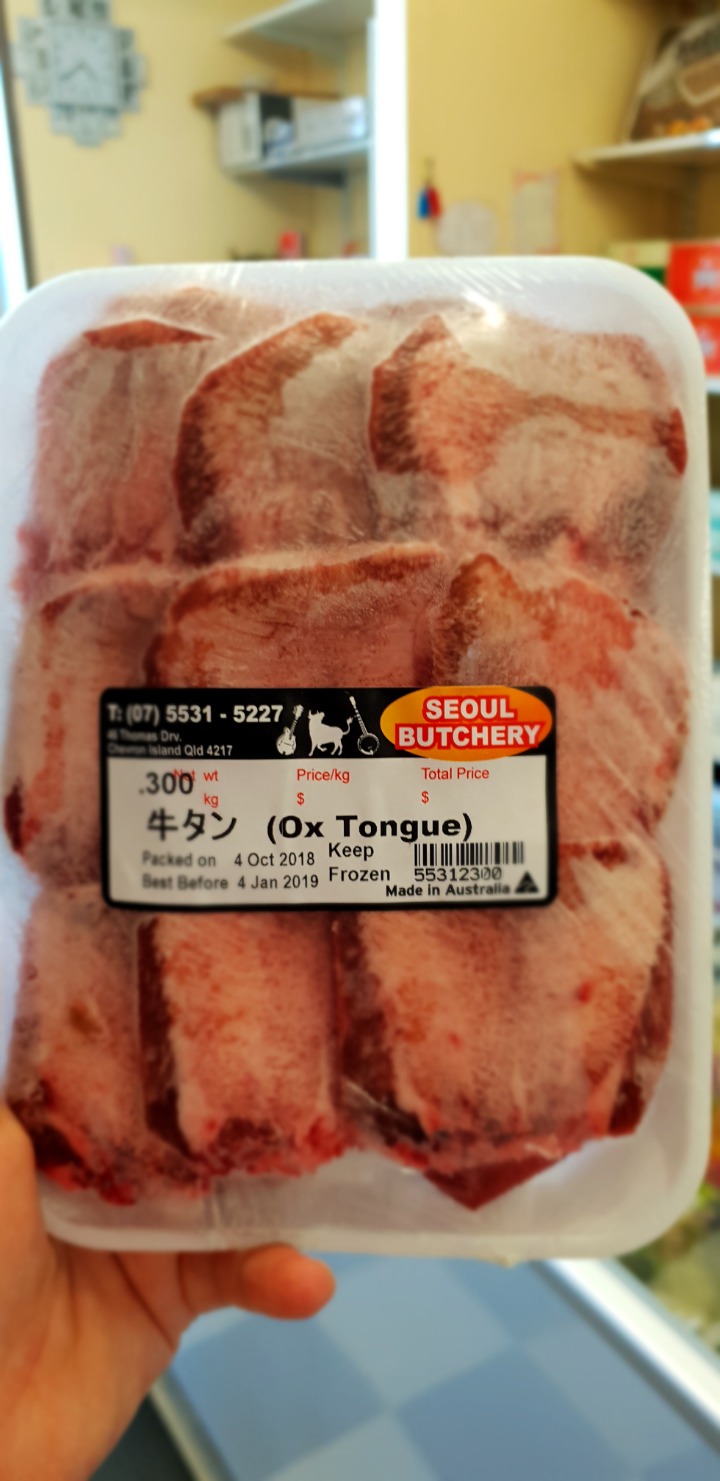 T: (07) 5531 - 5227
46 Thomas Drv.
Chevron Island Qld 4217
SEOUL
BUTCHERY
.300 Net wt kg
Price/kg
$
Total Price
$
牛タン (Ox Tongue)
Packed on 4 Oct 2018
Best Before 4 Jan 2019
Keep
Frozen
55312300
Made in Australia